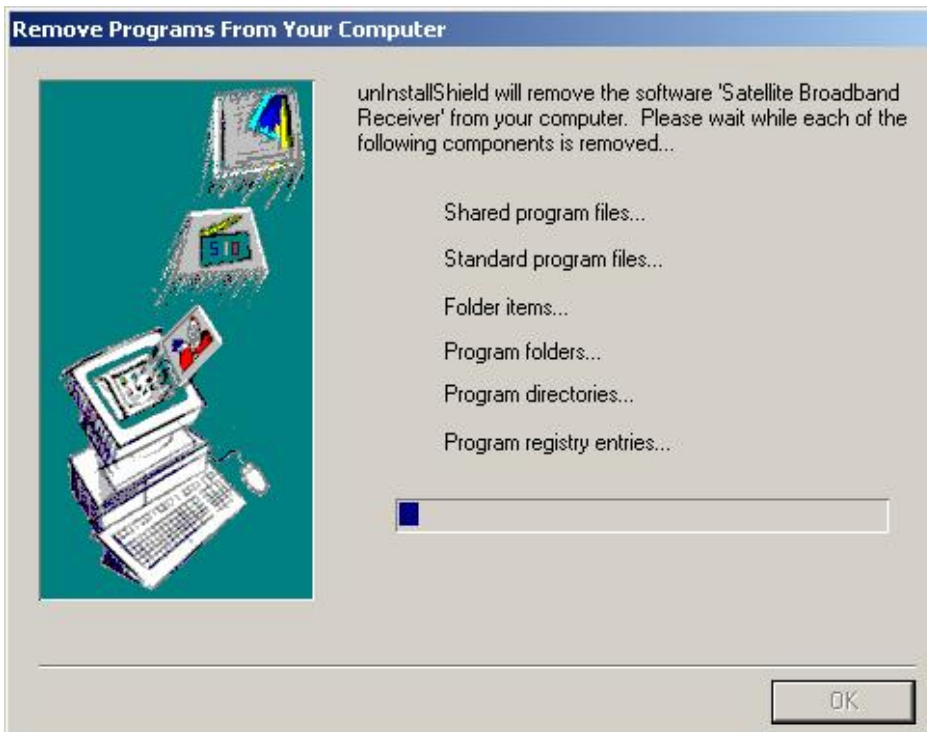 Remove Programs From Your Computer
unInstallShield will remove the software 'Satellite Broadband
Receiver' from your computer.  Please wait while each of the
following components is removed...
Shared program files...
Standard program files...
Folder items...
Program folders...
Program directories...
Program registry entries...
OK